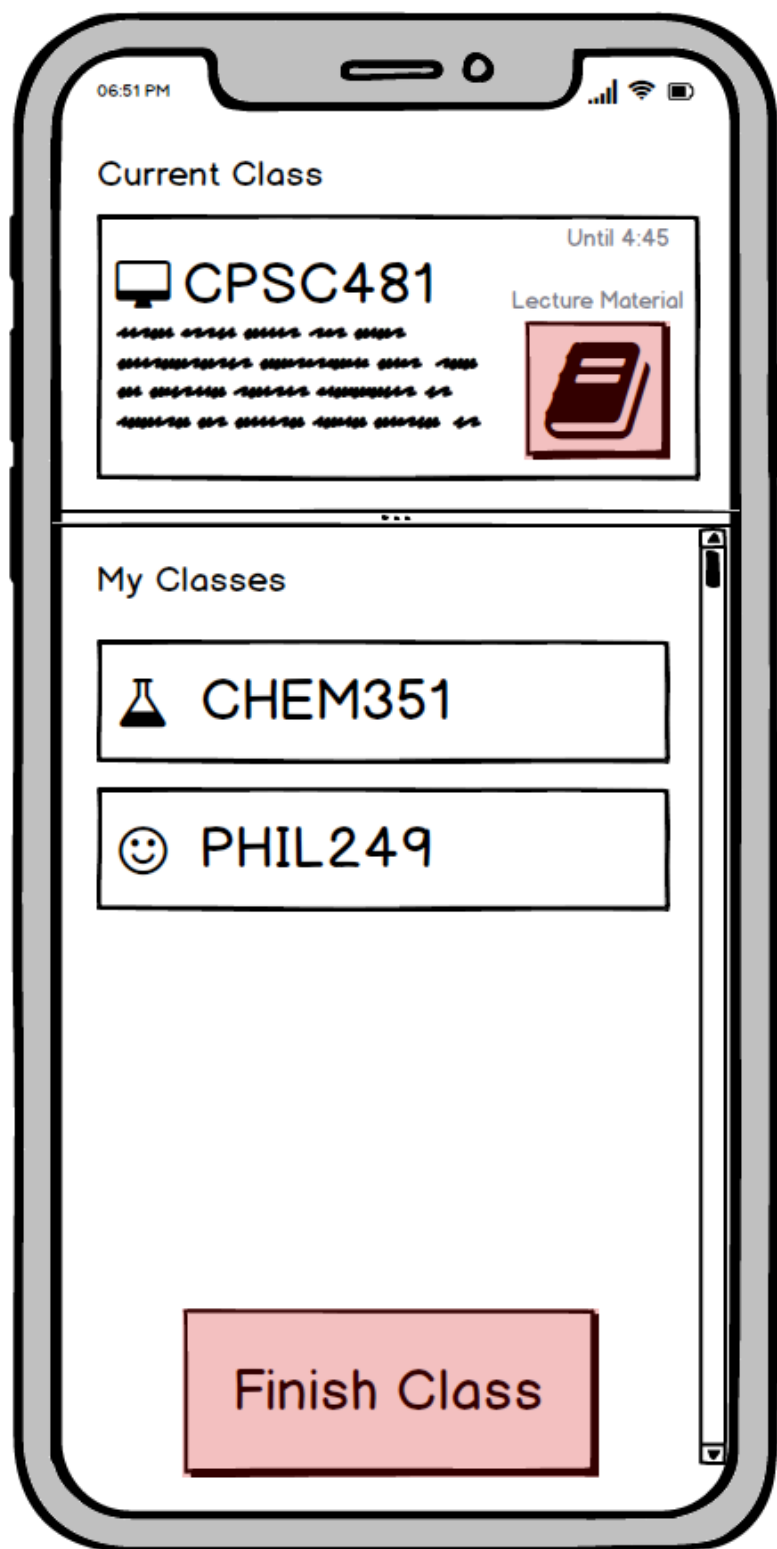 06:51 PM
Current Class
Until 4:45
CPSC481
Lecture Material
My Classes
CHEM351
PHIL249
Finish Class